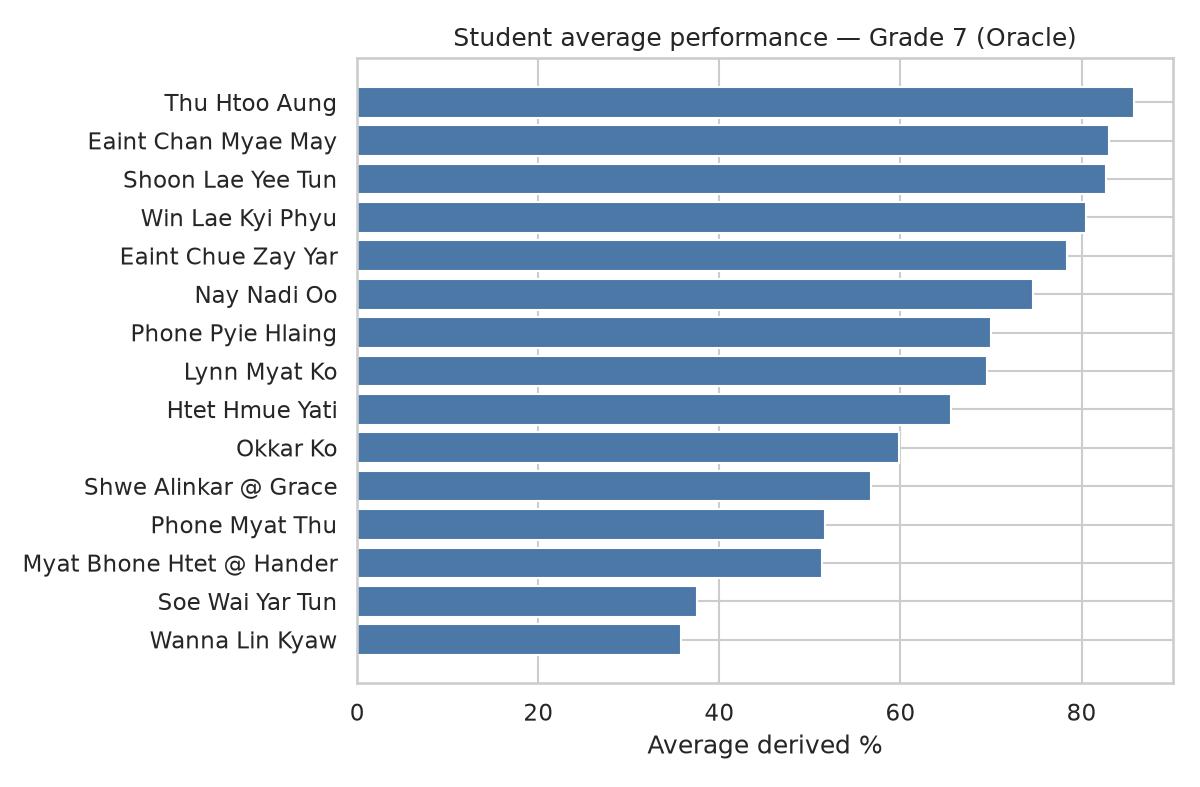 Student average performance — Grade 7 (Oracle)
Thu Htoo Aung
Eaint Chan Myae May
Shoon Lae Yee Tun
Win Lae Kyi Phyu
Eaint Chue Zay Yar
Nay Nadi Oo
Phone Pyie Hlaing
Lynn Myat Ko
Htet Hmue Yati
Okkar Ko
Shwe Alinkar @ Grace
Phone Myat Thu
Myat Bhone Htet @ Hander
Soe Wai Yar Tun
Wanna Lin Kyaw
0 20 40 60 80
Average derived %